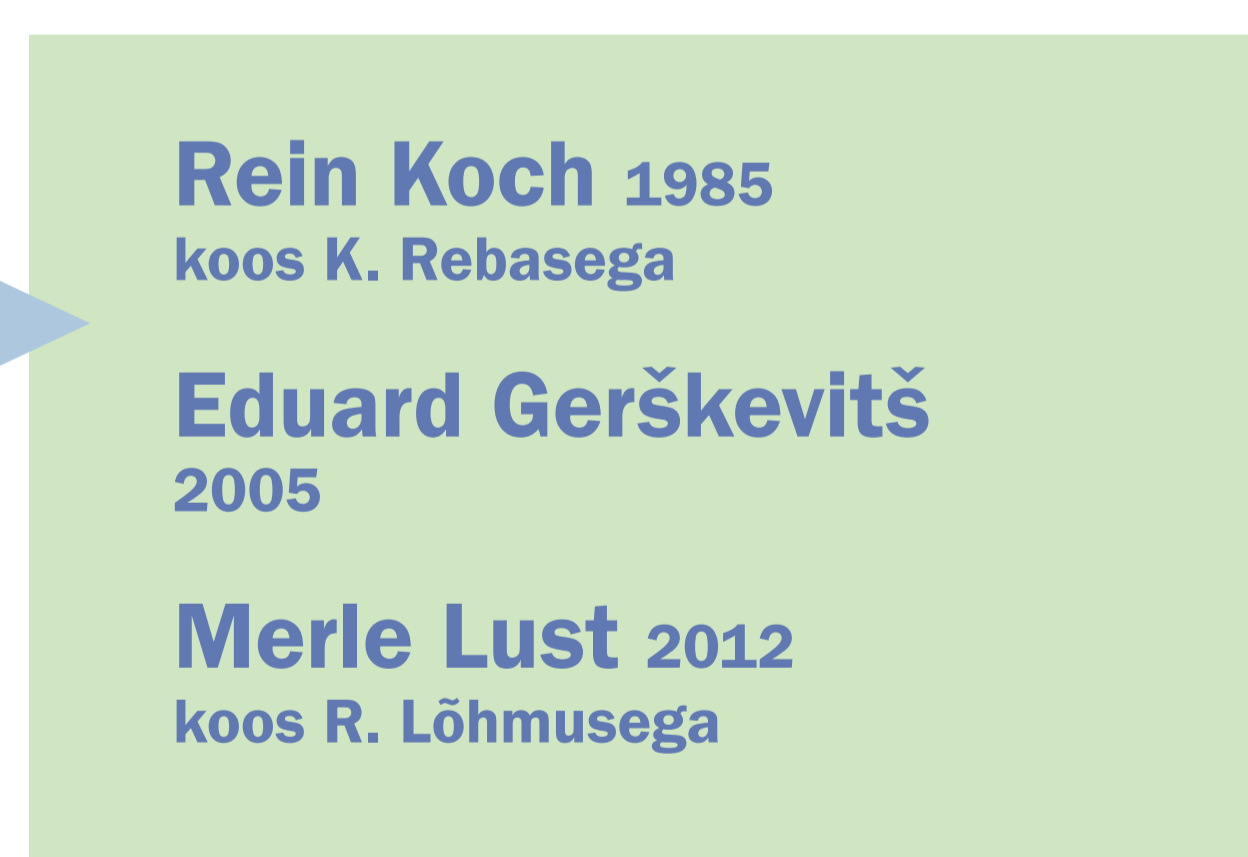 Rein Koch 1985
koos K. Rebasega
Eduard Gerškevitš
2005
Merle Lust 2012
koos R. Lõhmusega